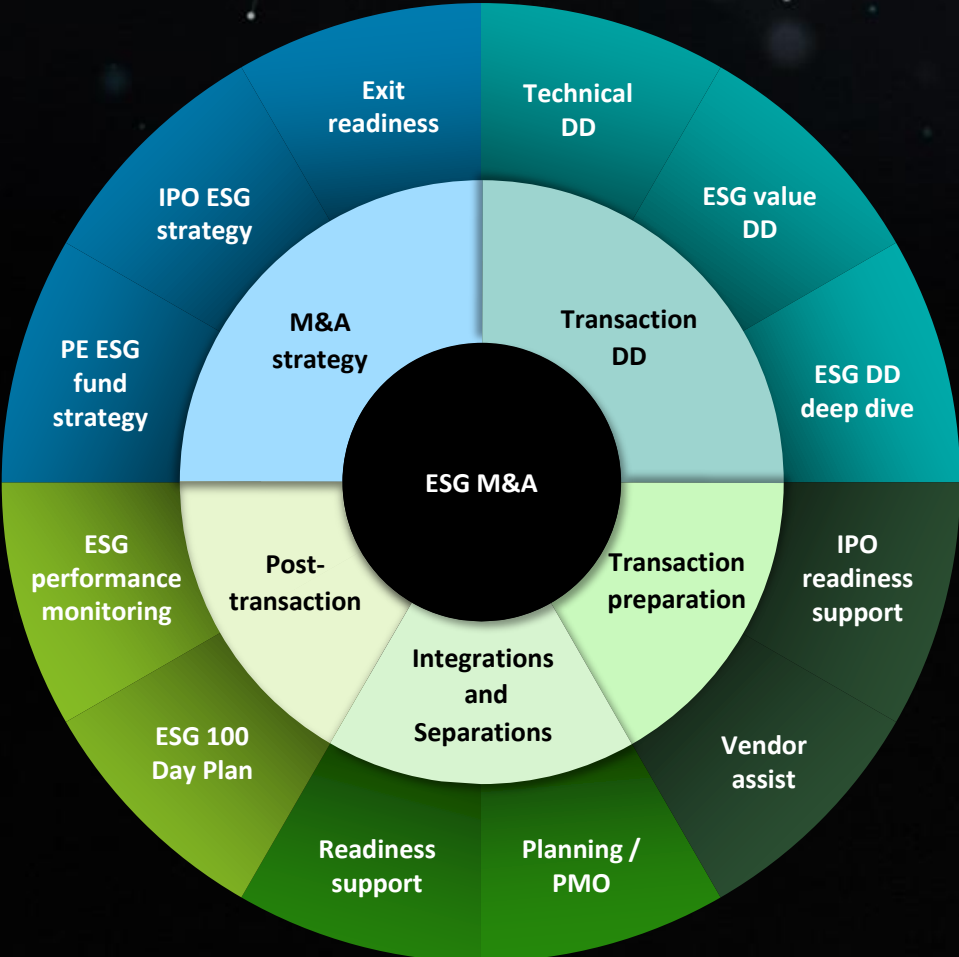 Exit
readiness
Technical
DD
IPO ESG
strategy
ESG value
DD
M&A
strategy
Transaction
DD
PE ESG
fund
strategy
ESG DD
deep dive
ESG M&A
ESG
performance
monitoring
Post-
transaction
Transaction
preparation
IPO
readiness
support
Integrations
and
Separations
ESG 100
Day Plan
Vendor
assist
Readiness
support
Planning /
PMO